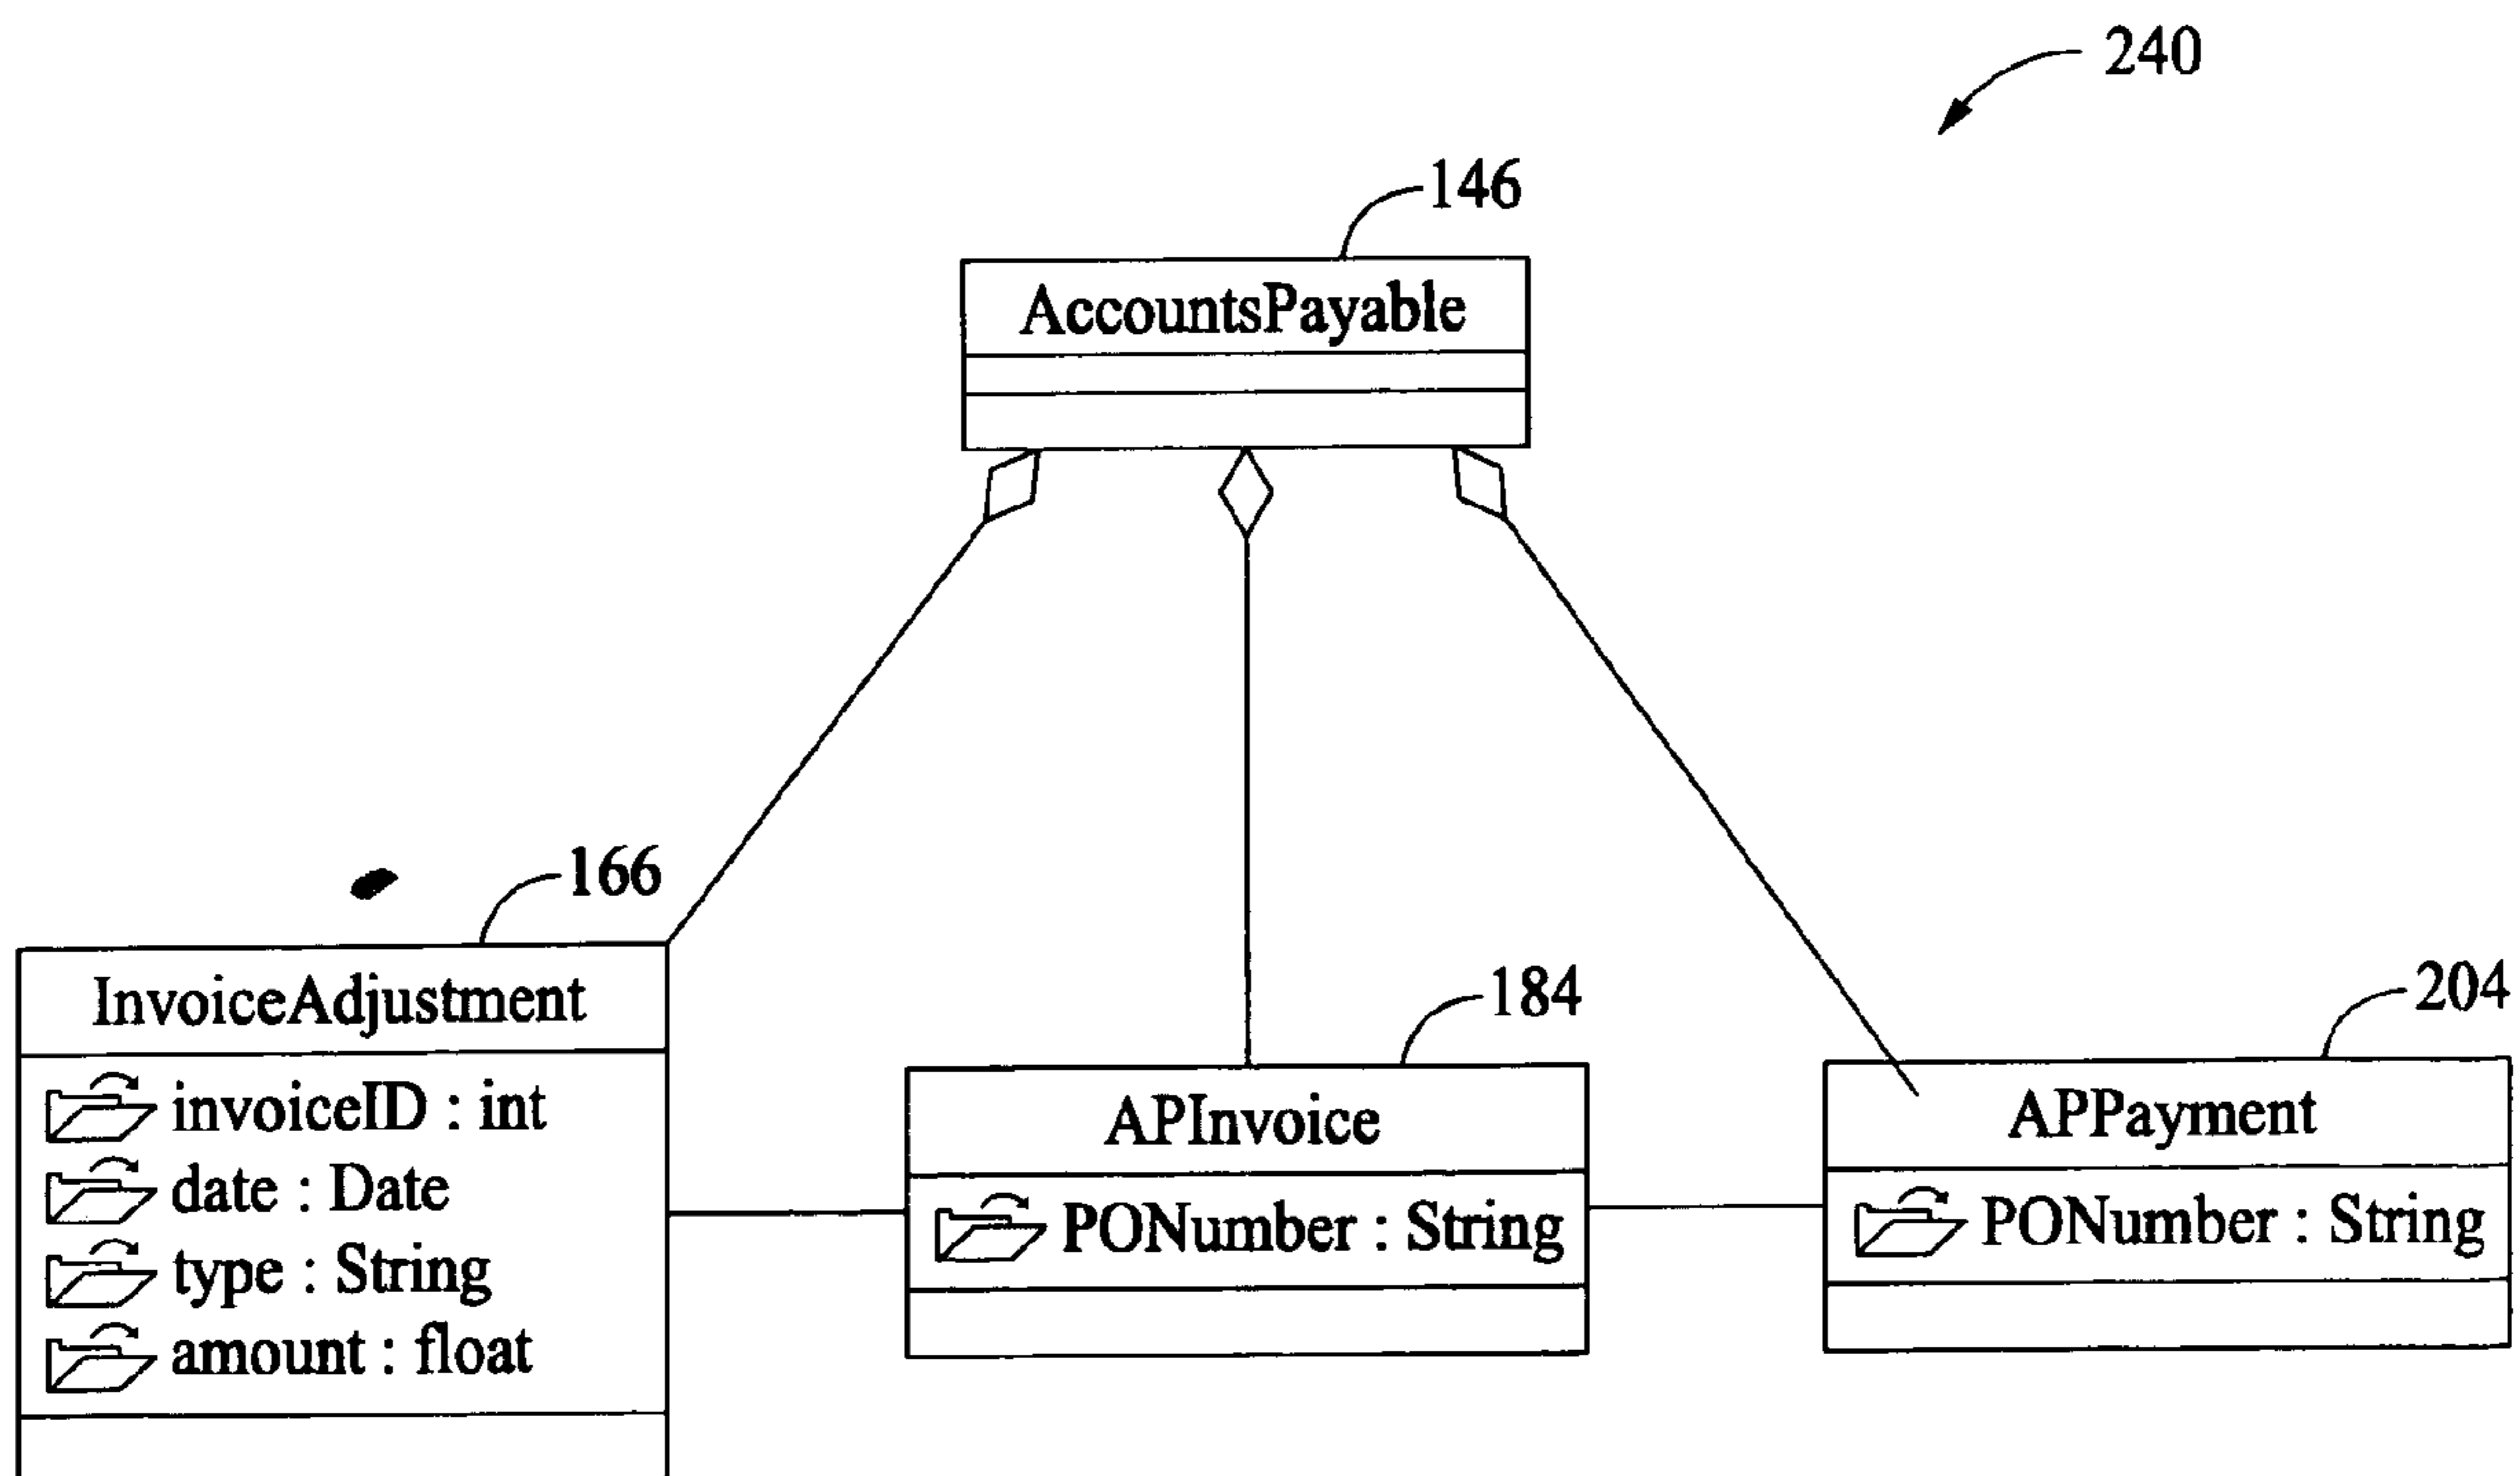 240
146
AccountsPayable
166
InvoiceAdjustment
invoiceID : int
date : Date
type : String
amount : float
184
APInvoice
PONumber : String
204
APPayment
PONumber : String